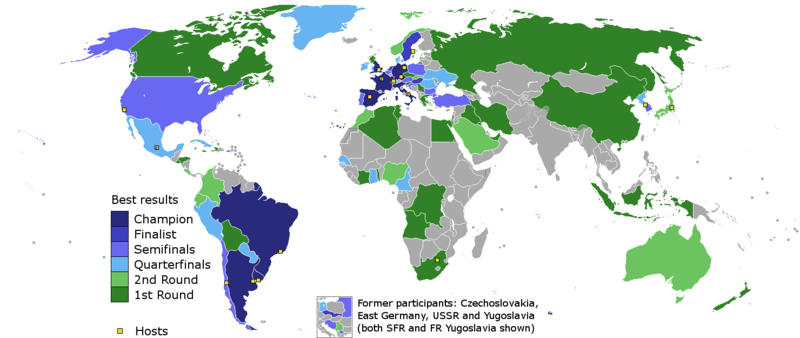 Best results
Champion
Finalist
Semifinals
Quarterfinals
2nd Round
1st Round
Hosts
Former participants: Czechoslovakia,
East Germany, USSR and Yugoslavia
(both SFR and FR Yugoslavia shown)